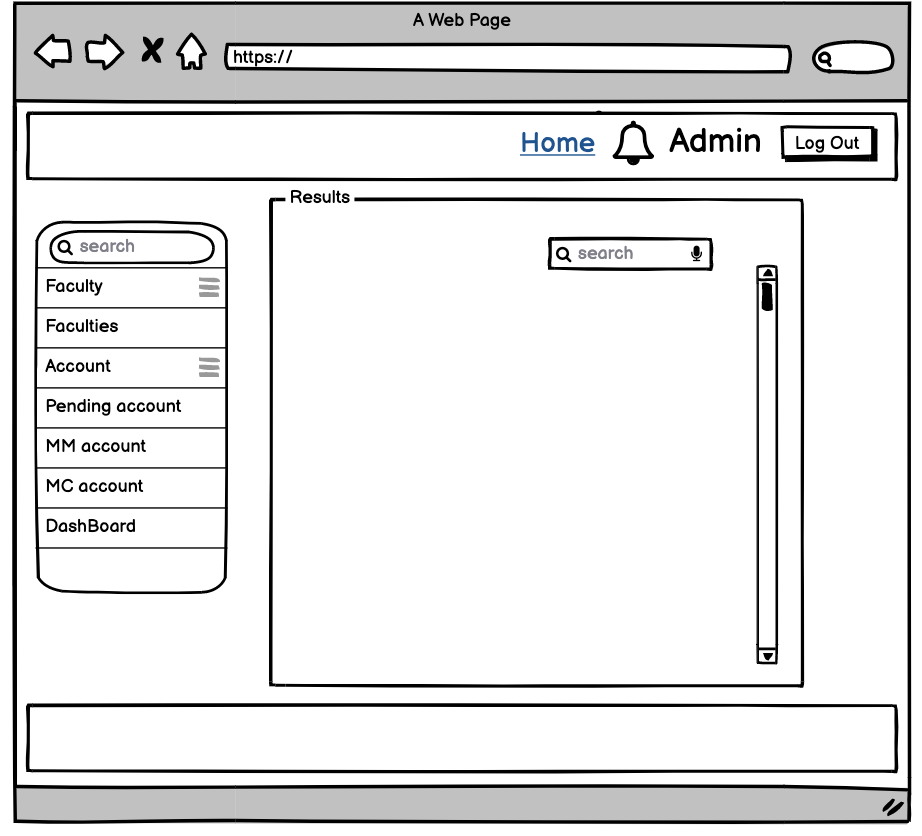 A Web Page
https://
Home Admin Log Out
Results
search
search
Faculty
Faculties
Account
Pending account
MM account
MC account
DashBoard